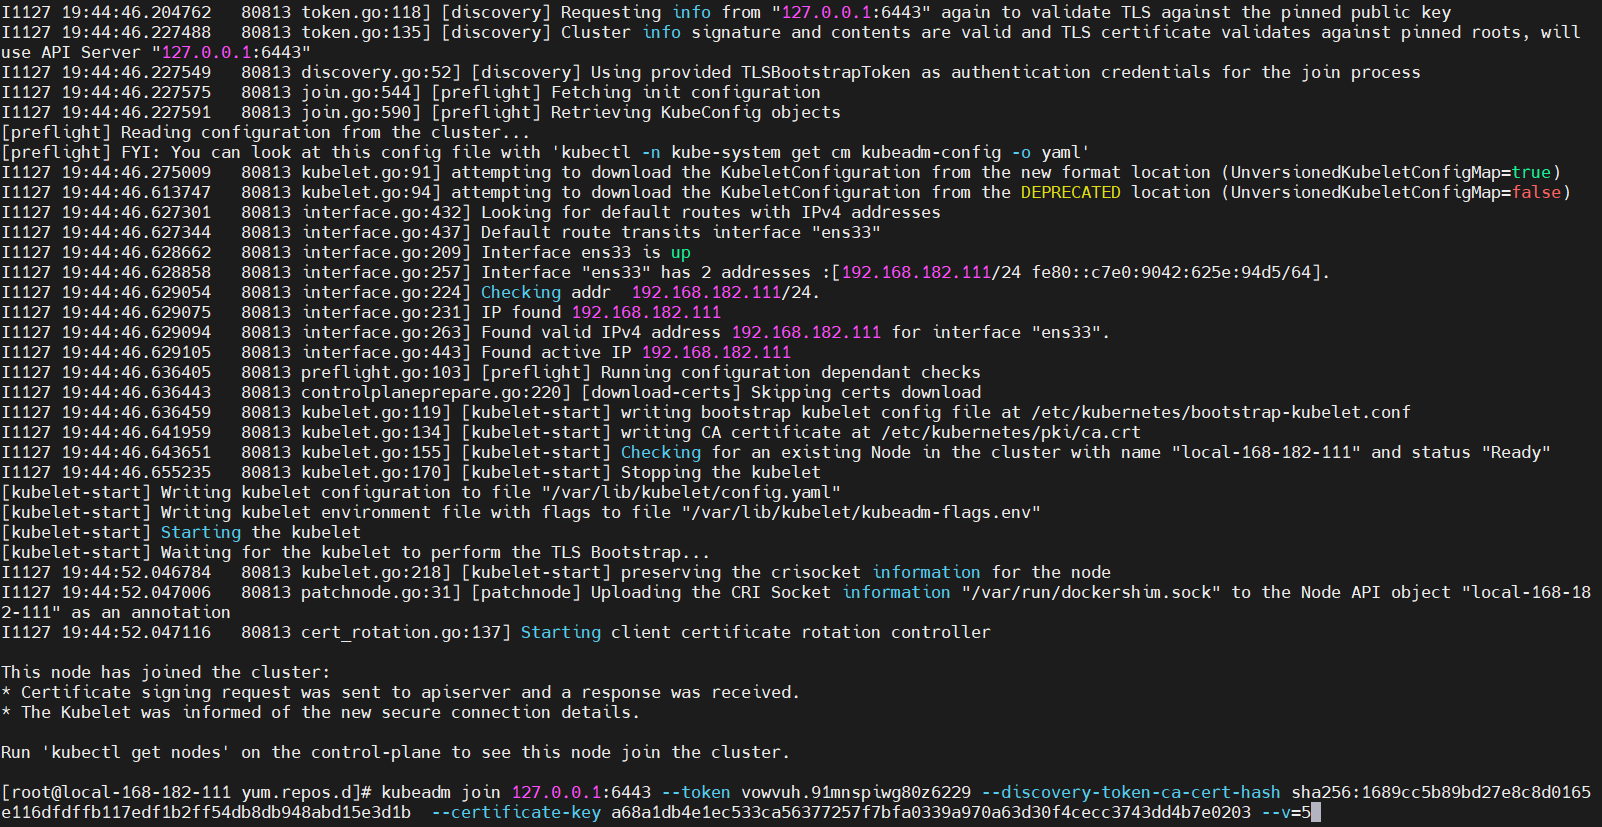 I1127 19:44:46.204762   80813 token.go:118] [discovery] Requesting info from "127.0.0.1:6443" again to validate TLS against the pinned public key
I1127 19:44:46.227488   80813 token.go:135] [discovery] Cluster info signature and contents are valid and TLS certificate validates against pinned roots, will
use API Server "127.0.0.1:6443"
I1127 19:44:46.227549   80813 discovery.go:52] [discovery] Using provided TLSBootstrapToken as authentication credentials for the join process
I1127 19:44:46.227575   80813 join.go:544] [preflight] Fetching init configuration
I1127 19:44:46.227591   80813 join.go:590] [preflight] Retrieving KubeConfig objects
[preflight] Reading configuration from the cluster...
[preflight] FYI: You can look at this config file with 'kubectl -n kube-system get cm kubeadm-config -o yaml'
I1127 19:44:46.275009   80813 kubelet.go:91] attempting to download the KubeletConfiguration from the new format location (UnversionedKubeletConfigMap=true)
I1127 19:44:46.613747   80813 kubelet.go:94] attempting to download the KubeletConfiguration from the DEPRECATED location (UnversionedKubeletConfigMap=false)
I1127 19:44:46.627301   80813 interface.go:432] Looking for default routes with IPv4 addresses
I1127 19:44:46.627344   80813 interface.go:437] Default route transits interface "ens33"
I1127 19:44:46.628662   80813 interface.go:209] Interface ens33 is up
I1127 19:44:46.628858   80813 interface.go:257] Interface "ens33" has 2 addresses :[192.168.182.111/24 fe80::c7e0:9042:625e:94d5/64].
I1127 19:44:46.629054   80813 interface.go:224] Checking addr  192.168.182.111/24.
I1127 19:44:46.629075   80813 interface.go:231] IP found 192.168.182.111
I1127 19:44:46.629094   80813 interface.go:263] Found valid IPv4 address 192.168.182.111 for interface "ens33".
I1127 19:44:46.629105   80813 interface.go:443] Found active IP 192.168.182.111
I1127 19:44:46.636405   80813 preflight.go:103] [preflight] Running configuration dependant checks
I1127 19:44:46.636443   80813 controlplaneprepare.go:220] [download-certs] Skipping certs download
I1127 19:44:46.636459   80813 kubelet.go:119] [kubelet-start] writing bootstrap kubelet config file at /etc/kubernetes/bootstrap-kubelet.conf
I1127 19:44:46.641959   80813 kubelet.go:134] [kubelet-start] writing CA certificate at /etc/kubernetes/pki/ca.crt
I1127 19:44:46.643651   80813 kubelet.go:155] [kubelet-start] Checking for an existing Node in the cluster with name "local-168-182-111" and status "Ready"
I1127 19:44:46.655235   80813 kubelet.go:170] [kubelet-start] Stopping the kubelet
[kubelet-start] Writing kubelet configuration to file "/var/lib/kubelet/config.yaml"
[kubelet-start] Writing kubelet environment file with flags to file "/var/lib/kubelet/kubeadm-flags.env"
[kubelet-start] Starting the kubelet
[kubelet-start] Waiting for the kubelet to perform the TLS Bootstrap...
I1127 19:44:52.046784   80813 kubelet.go:218] [kubelet-start] preserving the crisocket information for the node
I1127 19:44:52.047006   80813 patchnode.go:31] [patchnode] Uploading the CRI Socket information "/var/run/dockershim.sock" to the Node API object "local-168-18
2-111" as an annotation
I1127 19:44:52.047116   80813 cert_rotation.go:137] Starting client certificate rotation controller
This node has joined the cluster:
* Certificate signing request was sent to apiserver and a response was received.
* The Kubelet was informed of the new secure connection details.
Run 'kubectl get nodes' on the control-plane to see this node join the cluster.
[root@local-168-182-111 yum.repos.d]# kubeadm join 127.0.0.1:6443 --token vowvuh.91mnspiwg80z6229 --discovery-token-ca-cert-hash sha256:1689cc5b89bd27e8c8d0165
e116dfdffb117edf1b2ff54db8db948abd15e3d1b  --certificate-key a68a1db4e1ec533ca56377257f7bfa0339a970a63d30f4cecc3743dd4b7e0203 --v=5